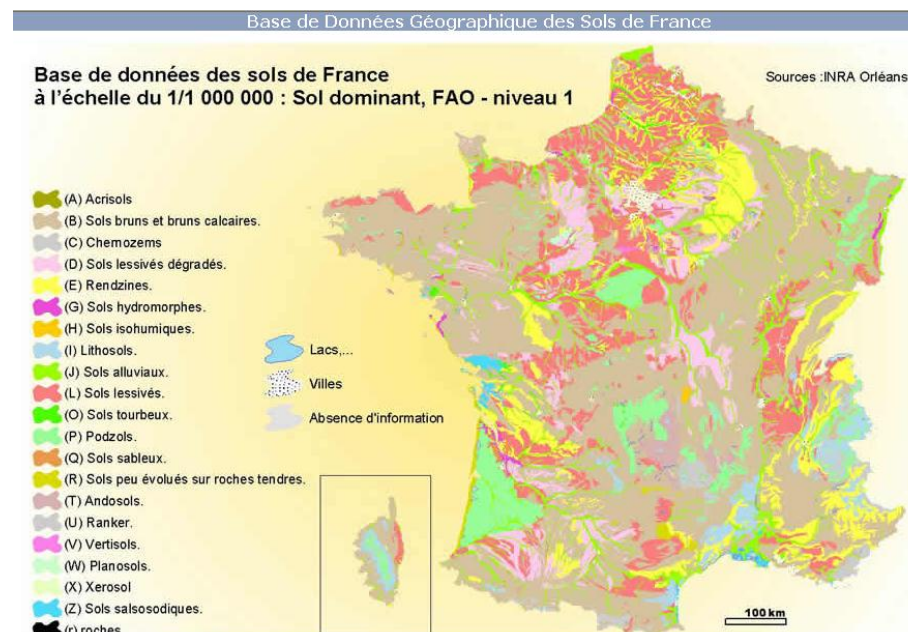 Base de Données Géographique des Sols de France
Base de données des sols de France
à l'échelle du 1/1 000 000 : Sol dominant, FAO - niveau 1
Sources :INRA Orléans
(A) Acrisols
(B) Sols bruns et bruns calcaires.
(C) Chemozems
(D) Sols lessivés dégradés.
(E) Rendzines.
(G) Sols hydromorphes.
(H) Sols isohumiques.
(I) Lithosols.
(J) Sols alluviaux.
(L) Sols lessivés.
(O) Sols tourbeux.
(P) Podzols.
(Q) Sols sableux.
(R) Sols peu évolués sur roches tendres.
(T) Andosols.
(U) Ranker.
(V) Vertisols.
(W) Planosols.
(X) Xerosol
(Z) Sols salsosodiques.
(r) roches
Lacs,...
Villes
Absence d'information
100 km